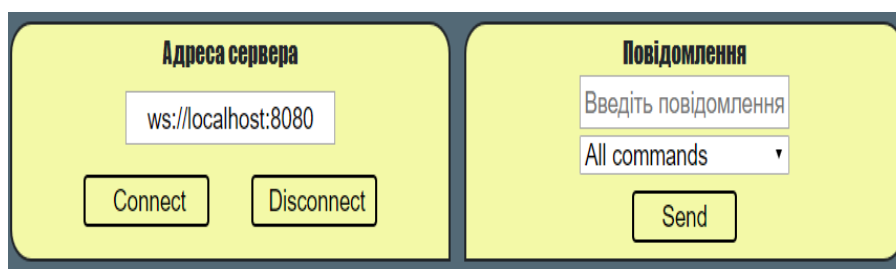 Адреса сервера
ws://localhost:8080
Connect
Disconnect
Повідомлення
Введіть повідомлення
All commands
Send